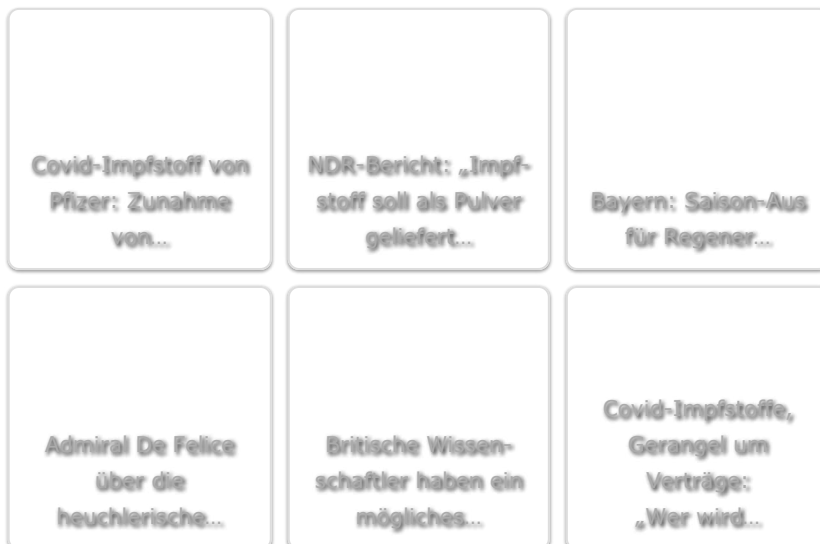 Covid-Impfstoff von
Pfizer: Zunahme
von...
NDR-Bericht: „Impf-
stoff soll als Pulver
geliefert...
Bayern: Saison-Aus
für Regener...
Admiral De Felice
über die
heuchlerische...
Britische Wissen-
schaftler haben ein
mögliches...
Covid-Impfstoffe,
Gerangel um
Verträge:
„Wer wird...